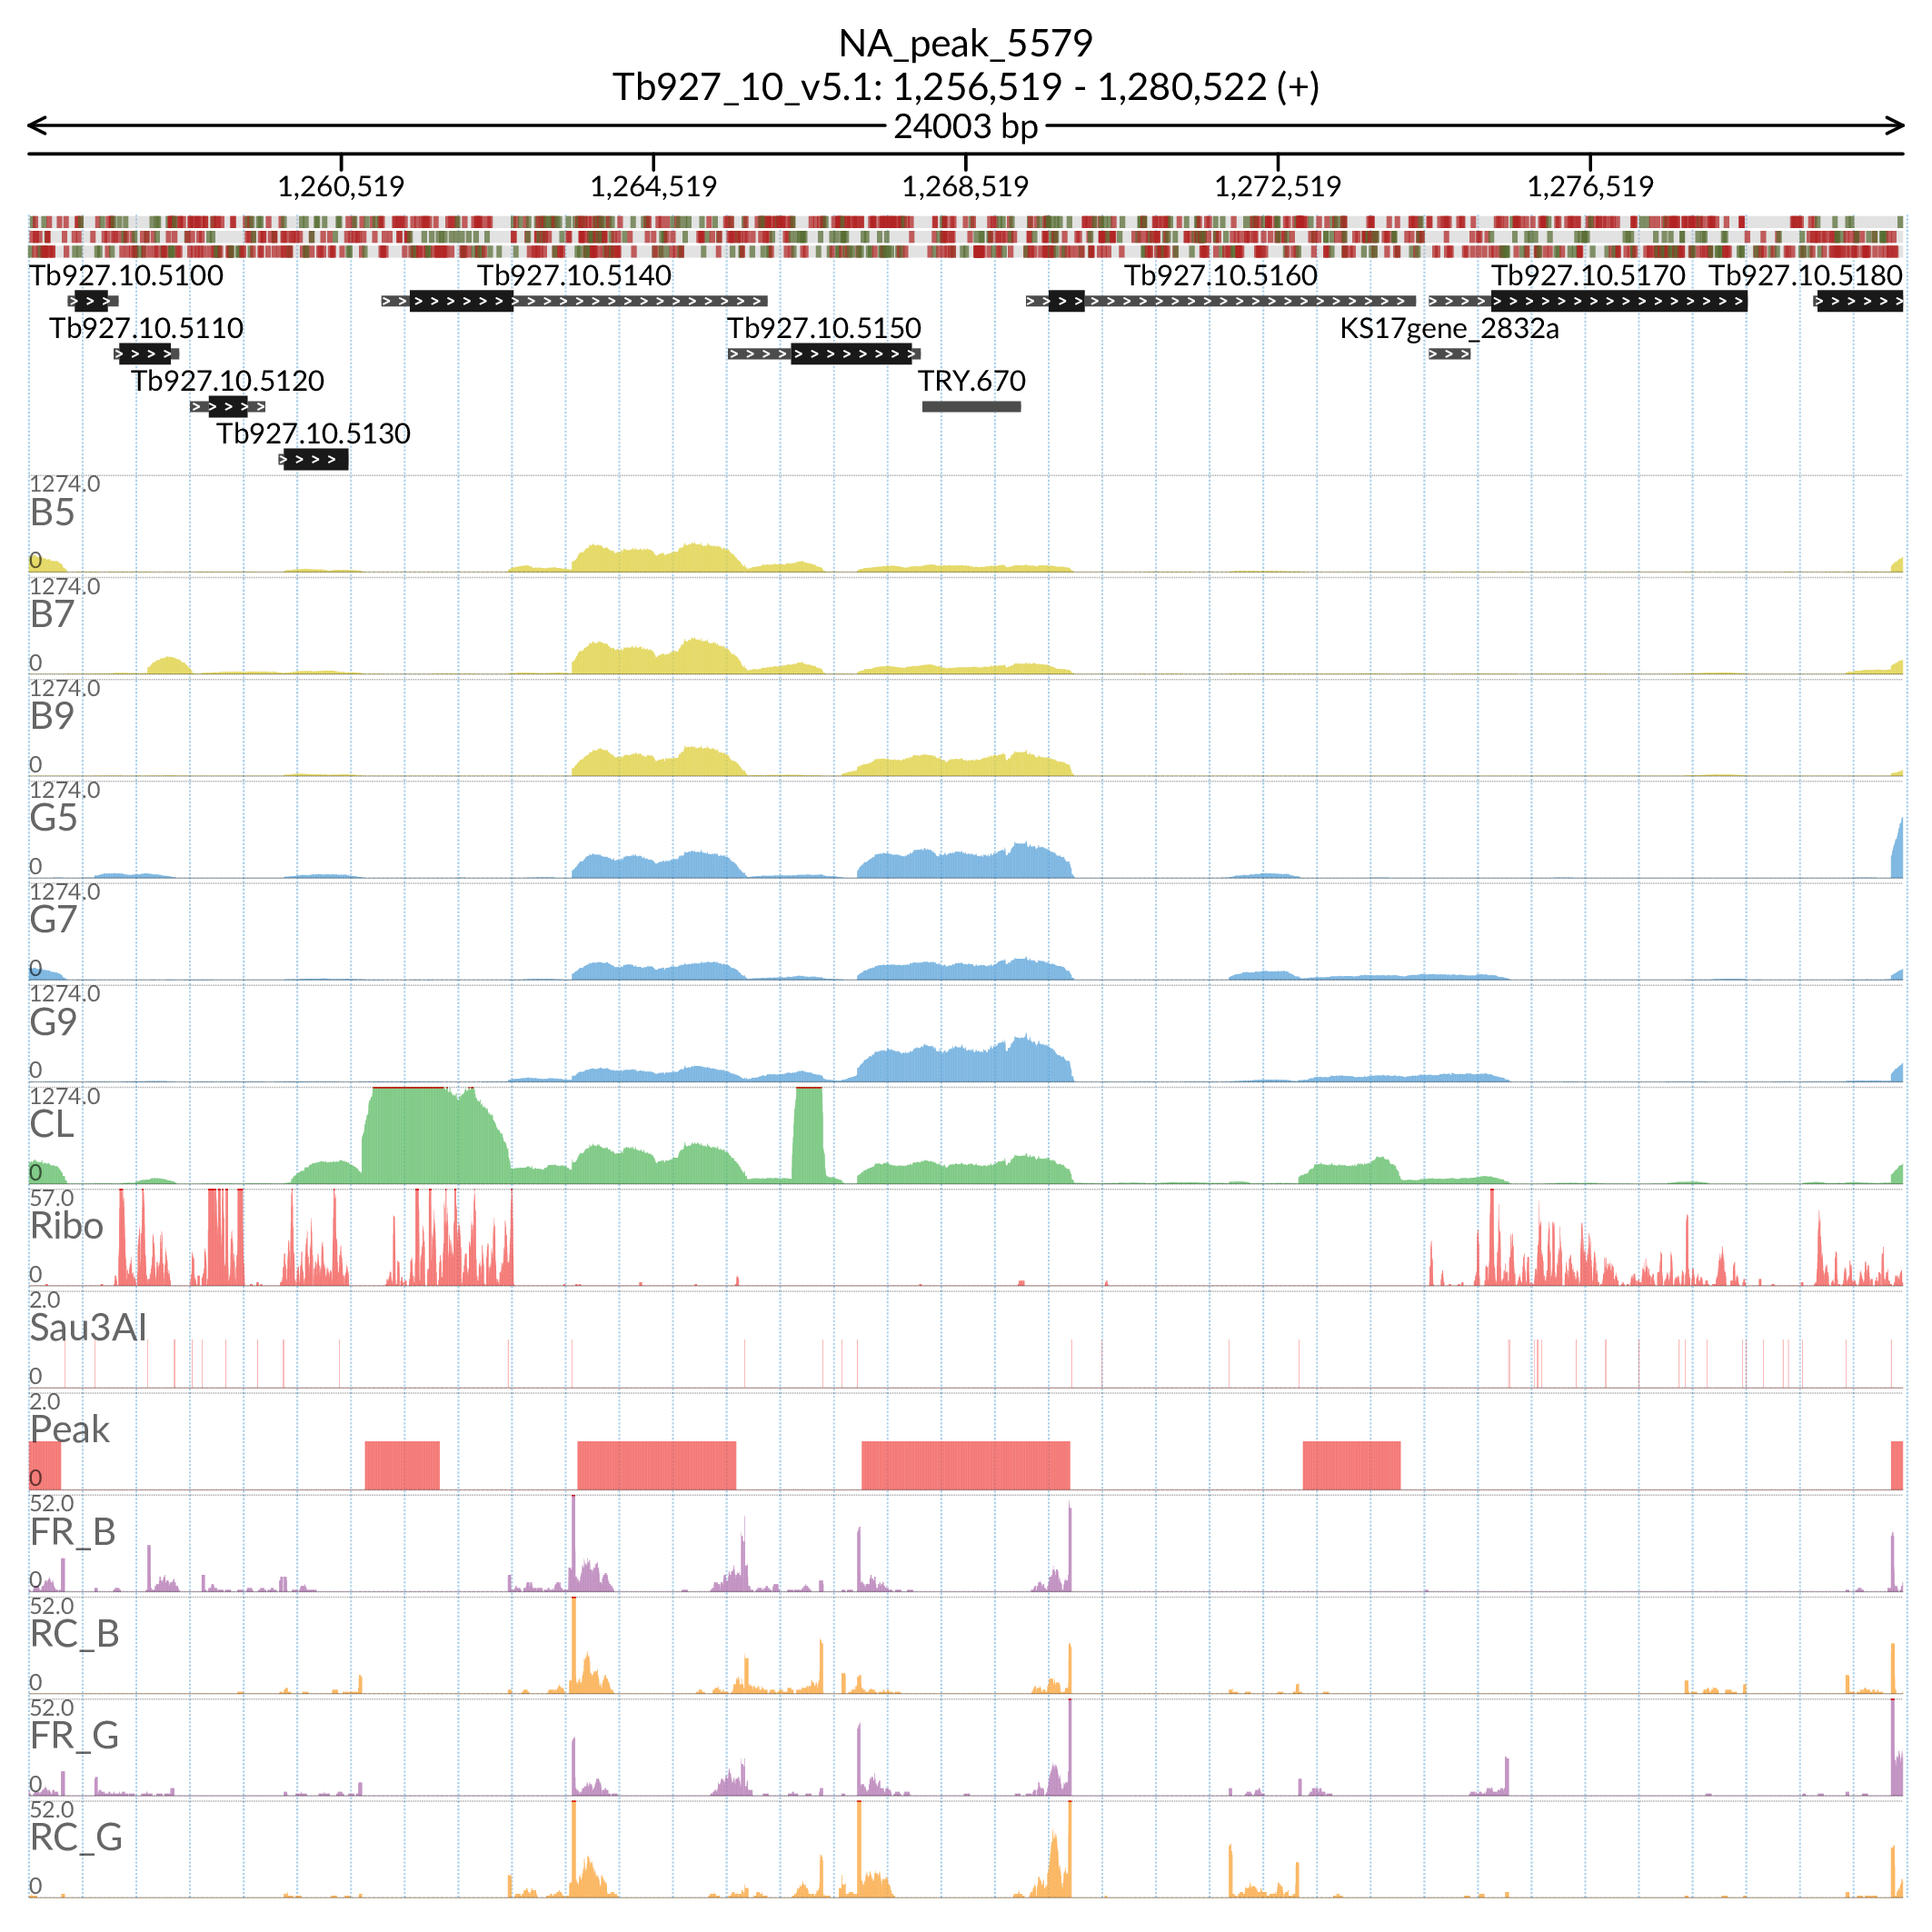 NA_peak_5579
Tb927_10_v5.1: 1,256,519 - 1,280,522 (+)
24003 bp
1,260,519 1,264,519 1,268,519 1,272,519 1,276,519
Tb927.10.5100 Tb927.10.5140 Tb927.10.5160 Tb927.10.5170 Tb927.10.5180
Tb927.10.5110 Tb927.10.5150 KS17gene_2832a
Tb927.10.5120 TRY.670
Tb927.10.5130
1274.0
B5
0
1274.0
B7
0
1274.0
B9
0
1274.0
G5
0
1274.0
G7
0
1274.0
G9
0
1274.0
CL
0
57.0
Ribo
0
2.0
Sau3AI
0
2.0
Peak
0
52.0
FR_B
0
52.0
RC_B
0
52.0
FR_G
0
52.0
RC_G
0